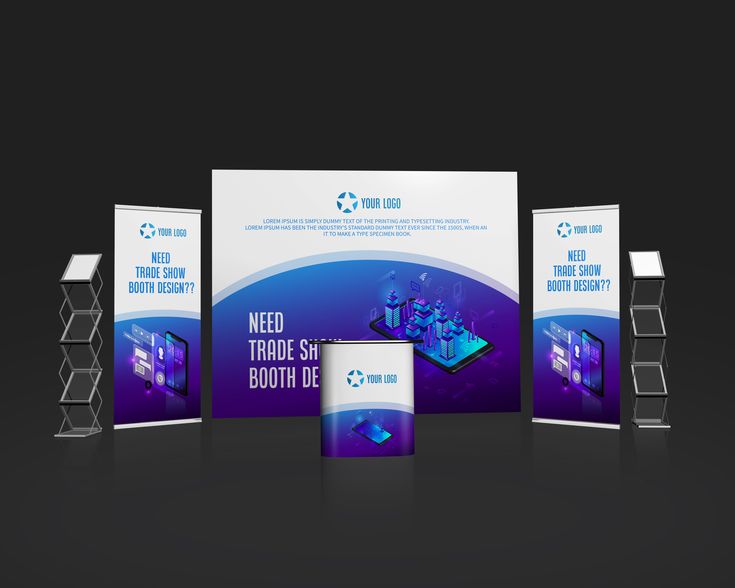 YOUR LOGO
NEED
TRADE SHOW
BOOTH DESIGN??
YOUR LOGO
LOREM IPSUM IS SIMPLY DUMMY TEXT OF THE PRINTING AND TYPESETTING INDUSTRY.
LOREM IPSUM HAS BEEN THE INDUSTRY'S STANDARD DUMMY TEXT EVER SINCE THE 1500S, WHEN AN
IT TO MAKE A TYPE SPECIMEN BOOK.
NEED
TRADE SHOW
BOOTH DE
YOUR LOGO
YOUR LOGO
NEED
TRADE SHOW
BOOTH DESIGN??